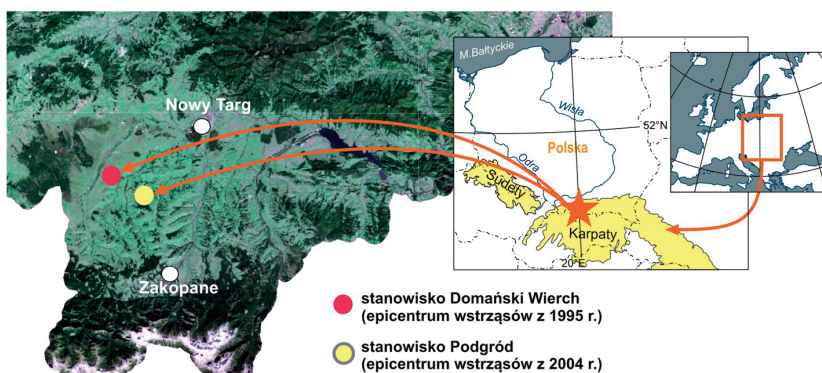 Nowy Targ
Zakopane
M.Bałtyckie
Wisła
52°N
Polska
Odra
Sudety
Karpaty
20°E
stanowisko Domański Wierch
(epicentrum wstrząsów z 1995 r.)
stanowisko Podgród
(epicentrum wstrząsów z 2004 r.)